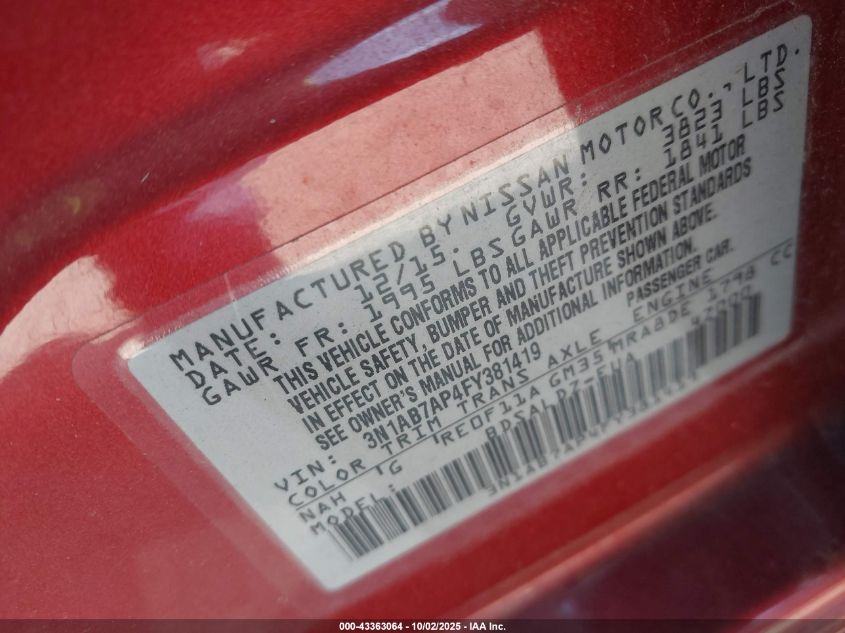 MANUFACTURED BY NISSAN MOTOR CO., LTD.
DATE: 12/15. GVWR: 3823 LBS
GAWR FR: 1995 LBS GAWR RR: 1841 LBS
THIS VEHICLE CONFORMS TO ALL APPLICABLE FEDERAL MOTOR
VEHICLE SAFETY, BUMPER AND THEFT PREVENTION STANDARDS
IN EFFECT ON THE DATE OF MANUFACTURE SHOWN ABOVE.
SEE OWNER'S MANUAL FOR ADDITIONAL INFORMATION.
VIN: 3N1AB7AP4FY381419 PASSENGER CAR
COLOR TRIM TRANS AXLE ENGINE 1798 CC
NAH G RE0F11A GM35 MRA8DE
MODEL: BDSALDZ-EUA 47000
3N1AB7AP4FY381419
000-43363064 - 10/02/2025 - IAA Inc.